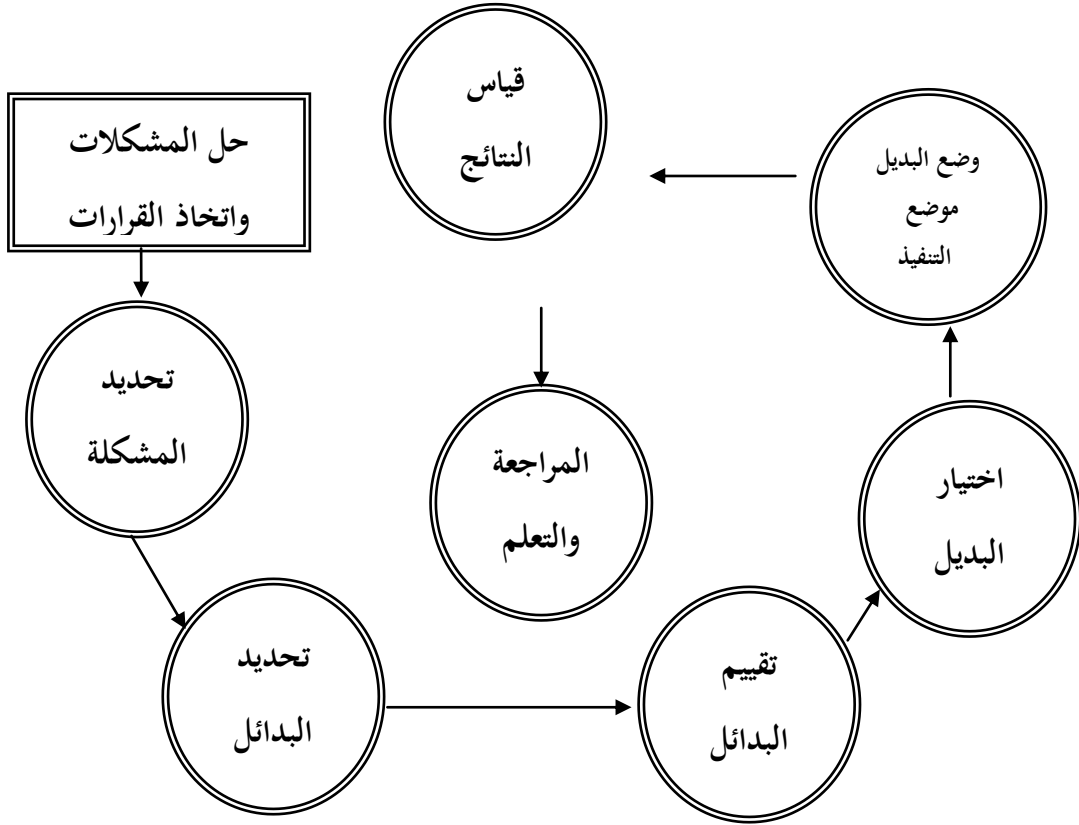 حل المشكلات
واتخاذ القرارات
تحديد
المشكلة
تحديد
البدائل
تقييم
البدائل
اختيار
البديل
وضع البديل
موضع
التنفيذ
قياس
النتائج
المراجعة
والتعلم